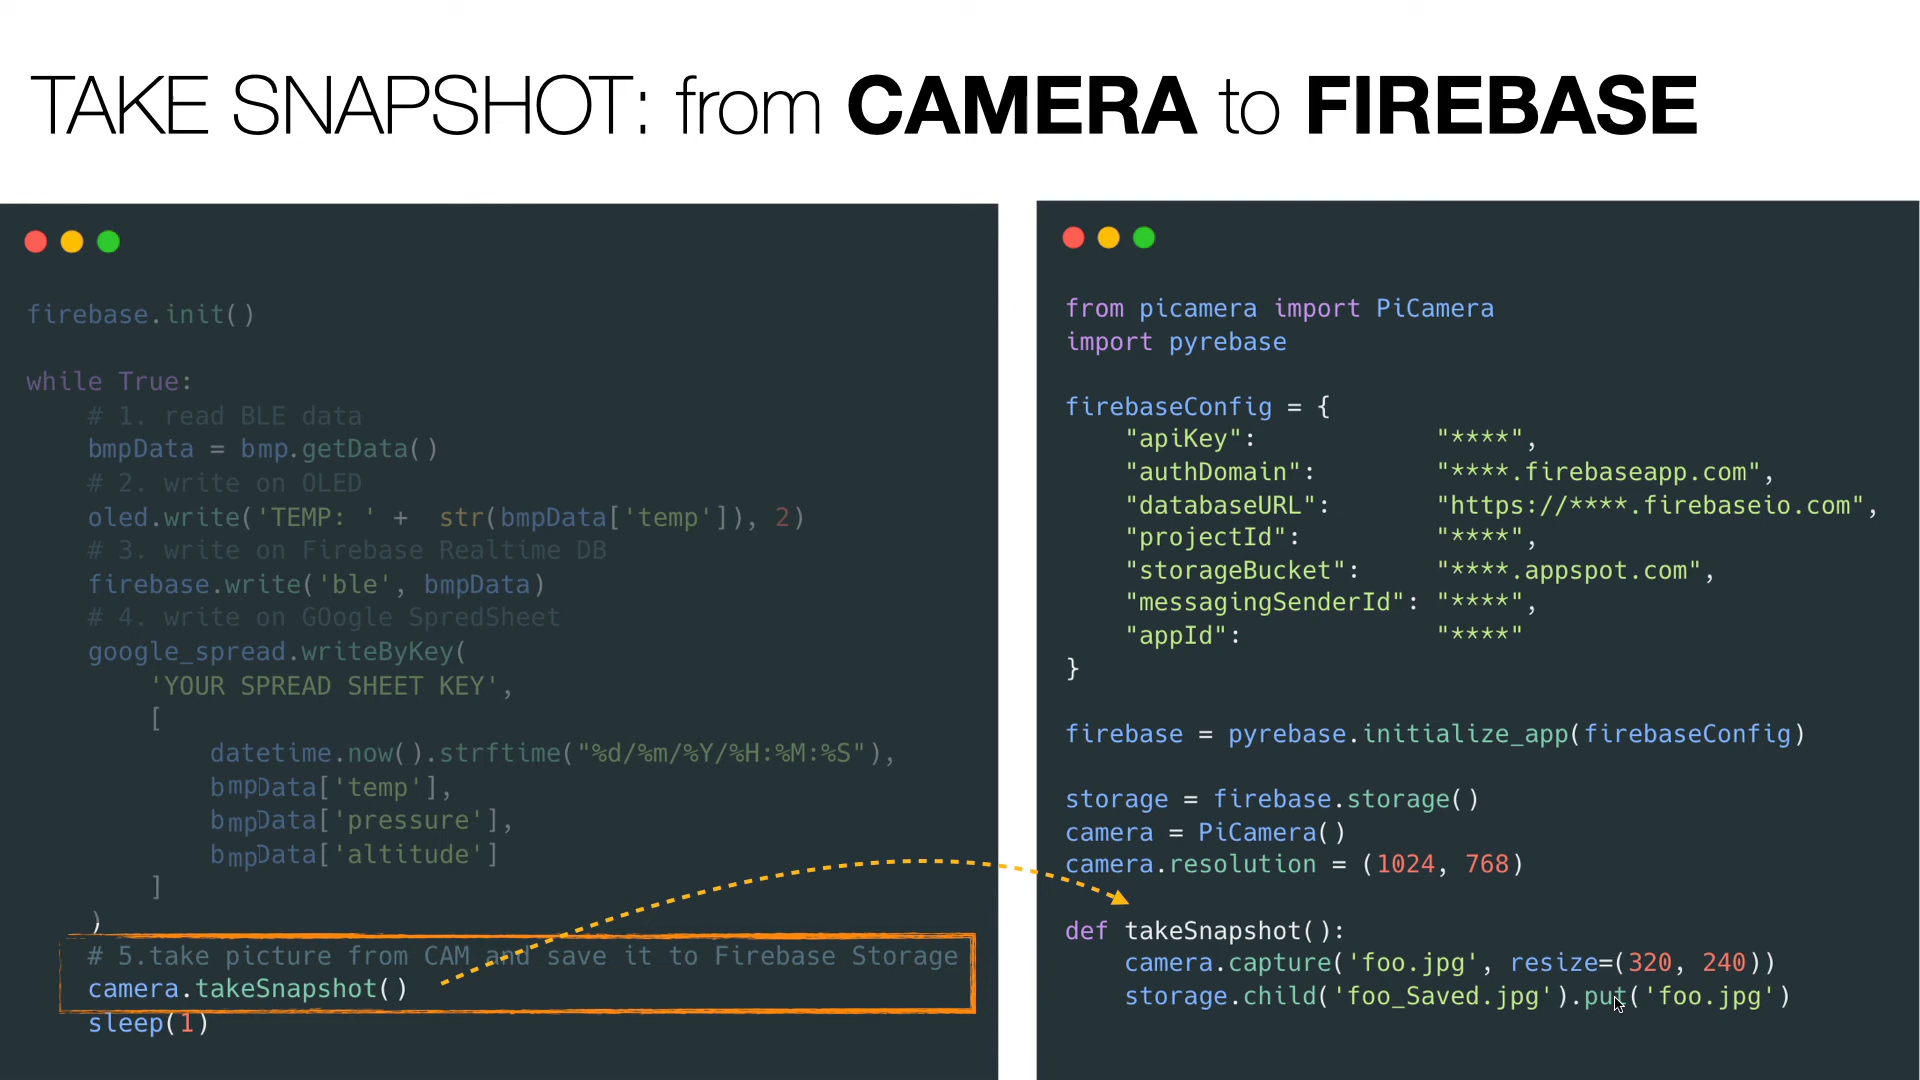 TAKE SNAPSHOT: from CAMERA to FIREBASE
firebase.init()
while True:
# 1. read BLE data
bmpData = bmp.getData()
# 2. write on OLED
oled.write('TEMP: ' +  str(bmpData['temp']), 2)
# 3. write on Firebase Realtime DB
firebase.write('ble', bmpData)
# 4. write on GOogle SpredSheet
google_spread.writeByKey(
'YOUR SPREAD SHEET KEY',
[
datetime.now().strftime("%d/%m/%Y/%H:%M:%S"),
bmpData['temp'],
bmpData['pressure'],
bmpData['altitude']
]
)
# 5.take picture from CAM and save it to Firebase Storage
camera.takeSnapshot()
sleep(1)
from picamera import PiCamera
import pyrebase
firebaseConfig = {
"apiKey": "****",
"authDomain": "****.firebaseapp.com",
"databaseURL": "https://****.firebaseio.com",
"projectId": "****",
"storageBucket": "****.appspot.com",
"messagingSenderId": "****",
"appId": "****"
}
firebase = pyrebase.initialize_app(firebaseConfig)
storage = firebase.storage()
camera = PiCamera()
camera.resolution = (1024, 768)
def takeSnapshot():
camera.capture('foo.jpg', resize=(320, 240))
storage.child('foo_Saved.jpg').put('foo.jpg')